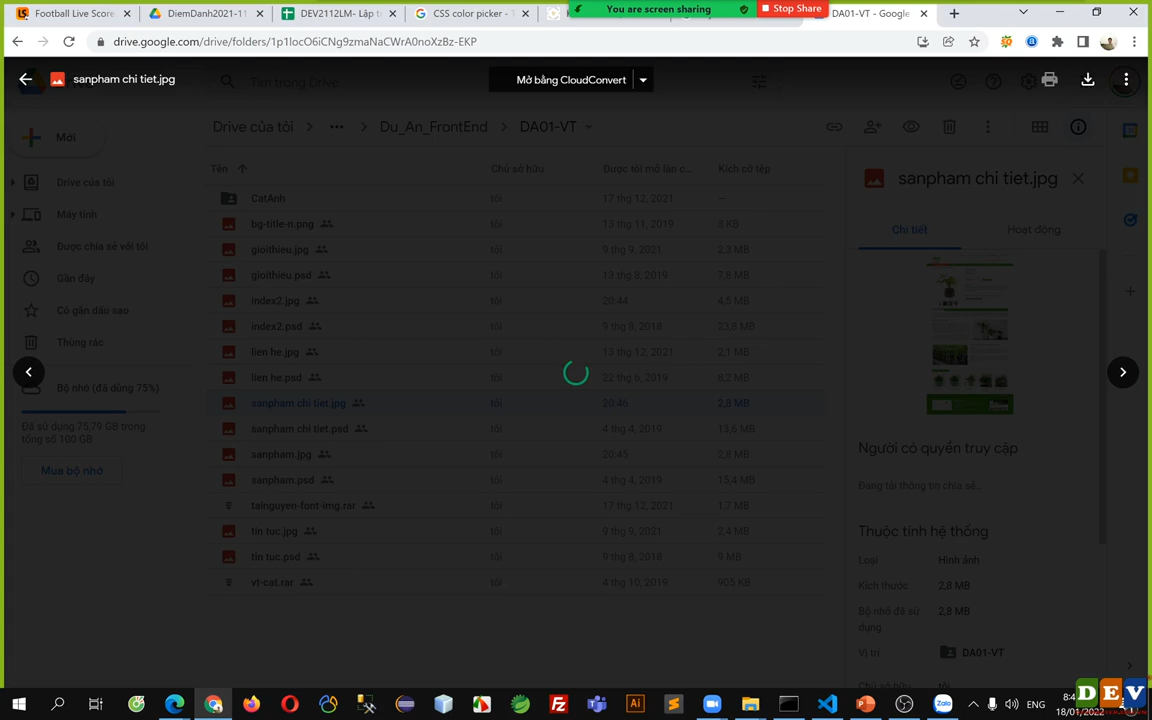 Football Live Score
DiemDanh2021-11
DEV2112LM- Lập t
CSS color picker - T
You are screen sharing
Stop Share
DA01-VT - Google
drive.google.com/drive/folders/1p1locO6iCNg9zmaNaCWrA0noXzBz-EKP
sanpham chi tiet.jpg
Tìm trong Drive
Mở bằng CloudConvert
Mới
Drive của tôi
•••
Du_An_FrontEnd
DA01-VT
Tên
Chủ sở hữu
Được tôi mở lần c...
Kích cỡ tệp
sanpham chi tiet.jpg
Drive của tôi
Máy tính
Được chia sẻ với tôi
Gần đây
Có gắn dấu sao
Thùng rác
Bộ nhớ (đã dùng 75%)
Đã sử dụng 75,79 GB trong
tổng số 100 GB
Mua bộ nhớ
CatAnh tôi 17 thg 12, 2021 —
bg-title-n.png tôi 13 thg 11, 2019 8 KB
gioithieu.jpg tôi 9 thg 9, 2021 2,3 MB
gioithieu.psd tôi 13 thg 8, 2019 7,8 MB
index2.jpg tôi 20:44 4,5 MB
index2.psd tôi 9 thg 8, 2018 23,8 MB
lien he.jpg tôi 13 thg 12, 2021 2,1 MB
lien he.psd tôi 22 thg 6, 2019 6,2 MB
sanpham chi tiet.jpg tôi 20:46 2,8 MB
sanpham chi tiet.psd tôi 4 thg 4, 2019 13,6 MB
sanpham.jpg tôi 20:45 2,8 MB
sanpham.psd tôi 4 thg 4, 2019 15,4 MB
tainguyen-font-img.rar tôi 17 thg 12, 2021 1,7 MB
tin tuc.jpg tôi 9 thg 9, 2021 2,4 MB
tin tuc.psd tôi 9 thg 8, 2018 9 MB
vt-cat.rar tôi 4 thg 10, 2019 905 KB
Chi tiết
Hoạt động
Người có quyền truy cập
Đang tải thông tin chia sẻ...
Thuộc tính hệ thống
Loại Hình ảnh
Kích thước 2,8 MB
Bộ nhớ đã sử
dụng
2,8 MB
Vị trí DA01-VT
ENG
18/01/2022
DEV